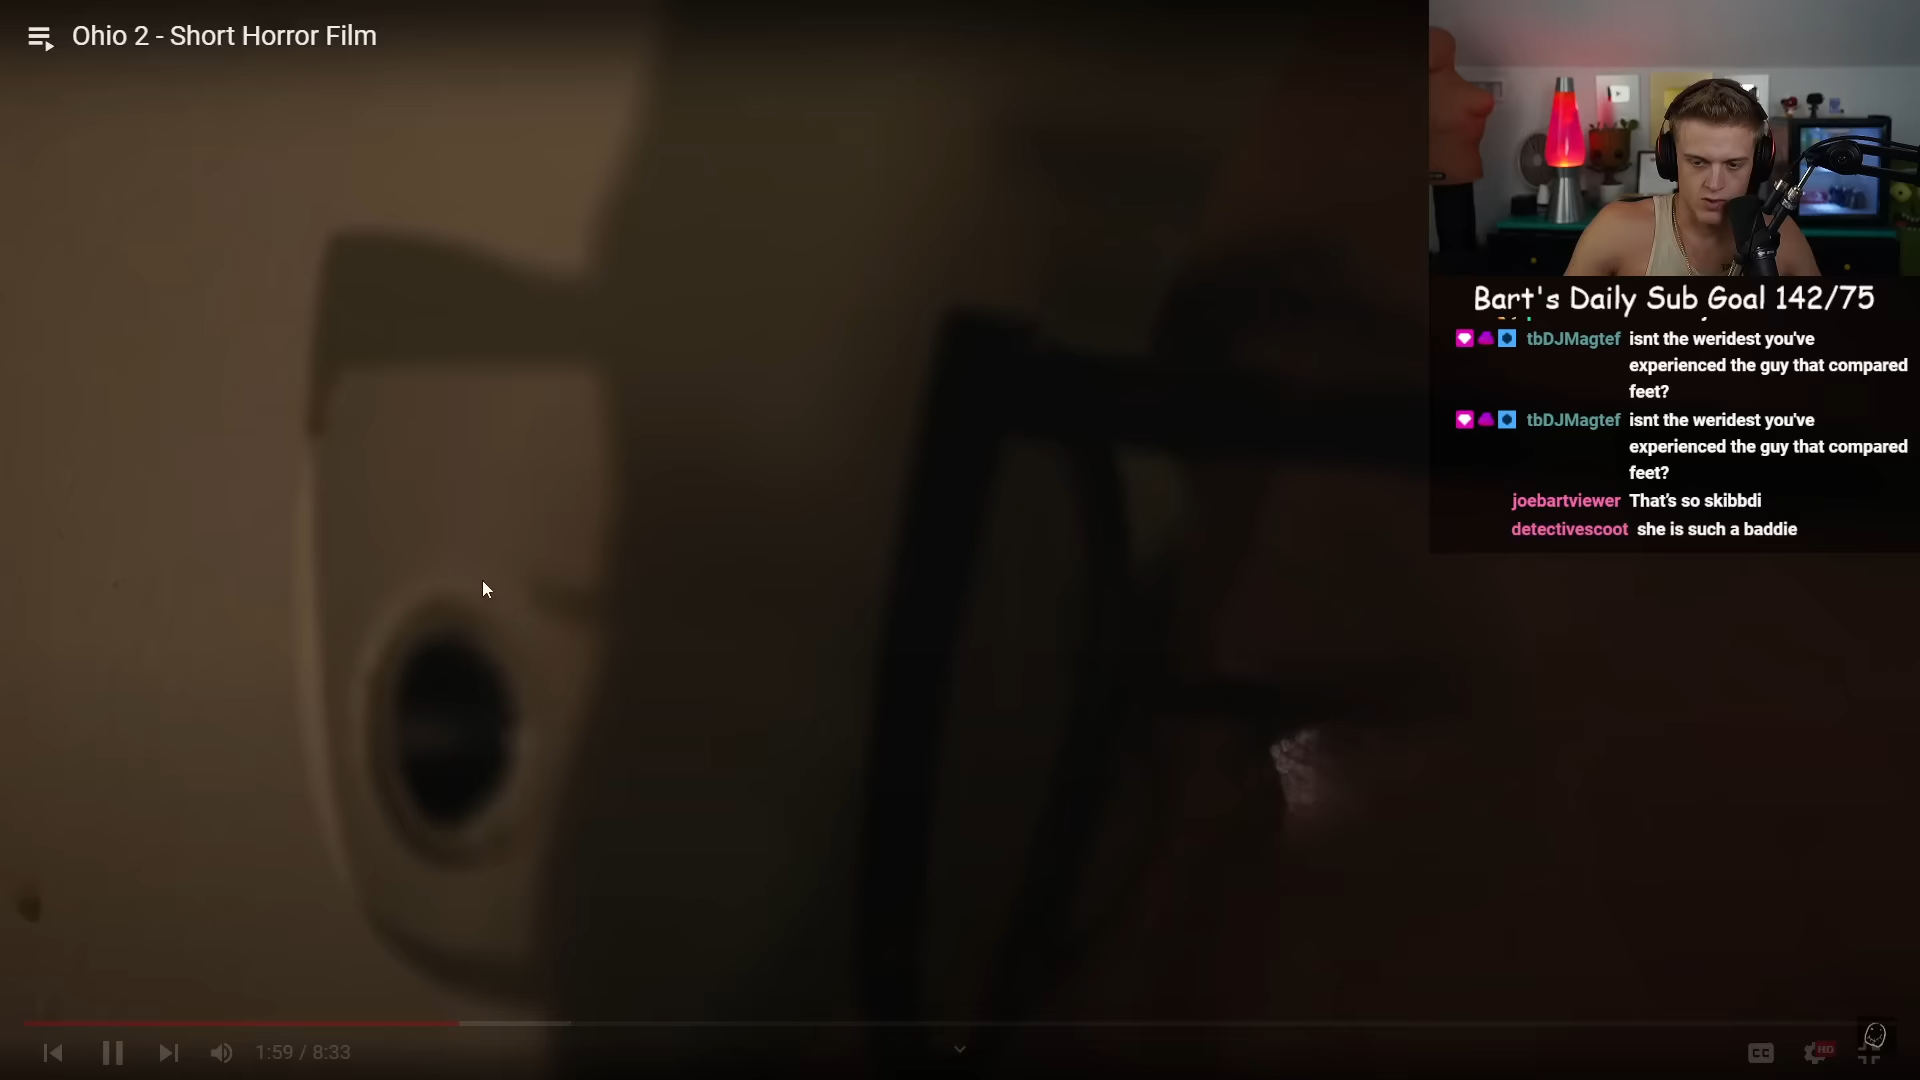 Ohio 2 - Short Horror Film
Bart's Daily Sub Goal 142/75
tbDJMagtef isnt the weridest you've
experienced the guy that compared
feet?
tbDJMagtef isnt the weridest you've
experienced the guy that compared
feet?
joebartviewer That's so skibbdi
detectivescoot she is such a baddie
1:59 / 8:33
CC
HD